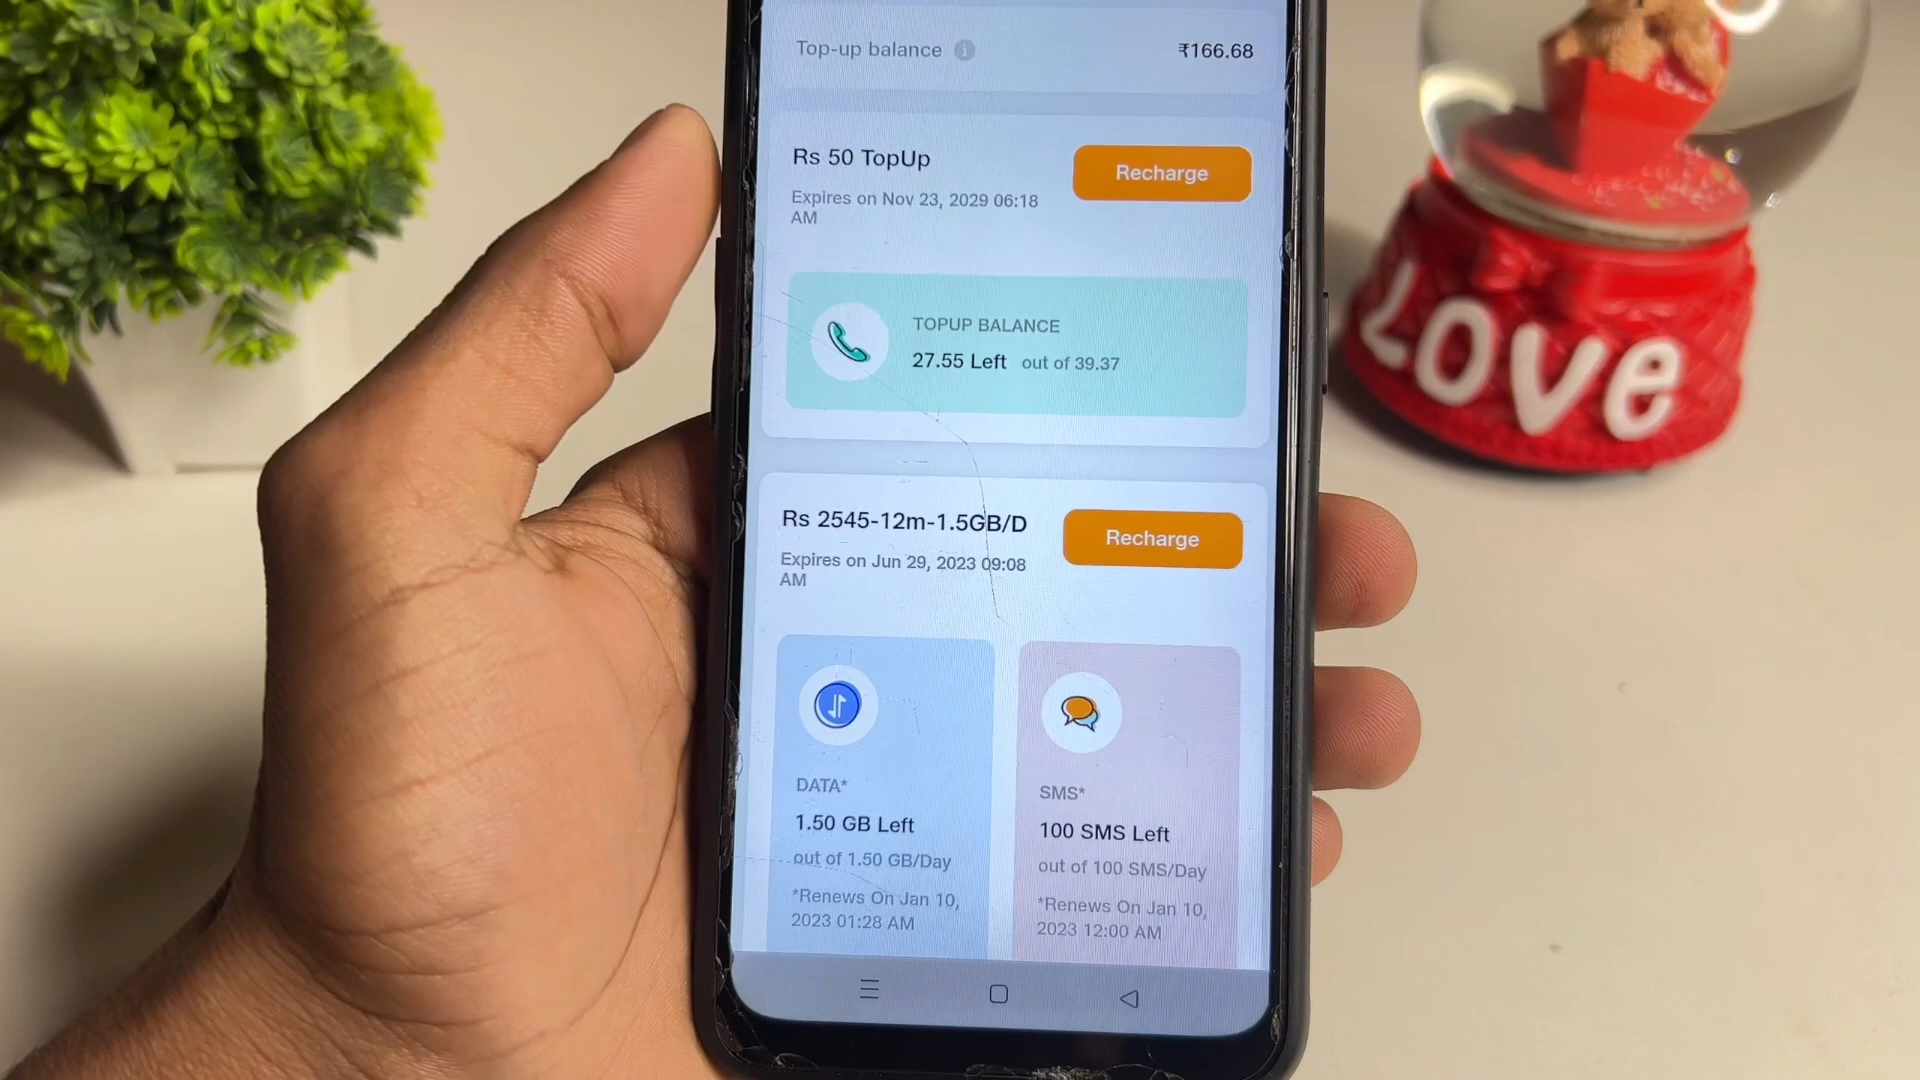 Top-up balance ₹166.68
Rs 50 TopUp
Recharge
Expires on Nov 23, 2029 06:18
AM
TOPUP BALANCE
27.55 Left out of 39.37
Rs 2545-12m-1.5GB/D
Recharge
Expires on Jun 29, 2023 09:08
AM
DATA*
1.50 GB Left
out of 1.50 GB/Day
*Renews On Jan 10,
2023 01:28 AM
SMS*
100 SMS Left
out of 100 SMS/Day
*Renews On Jan 10,
2023 12:00 AM
LOVe